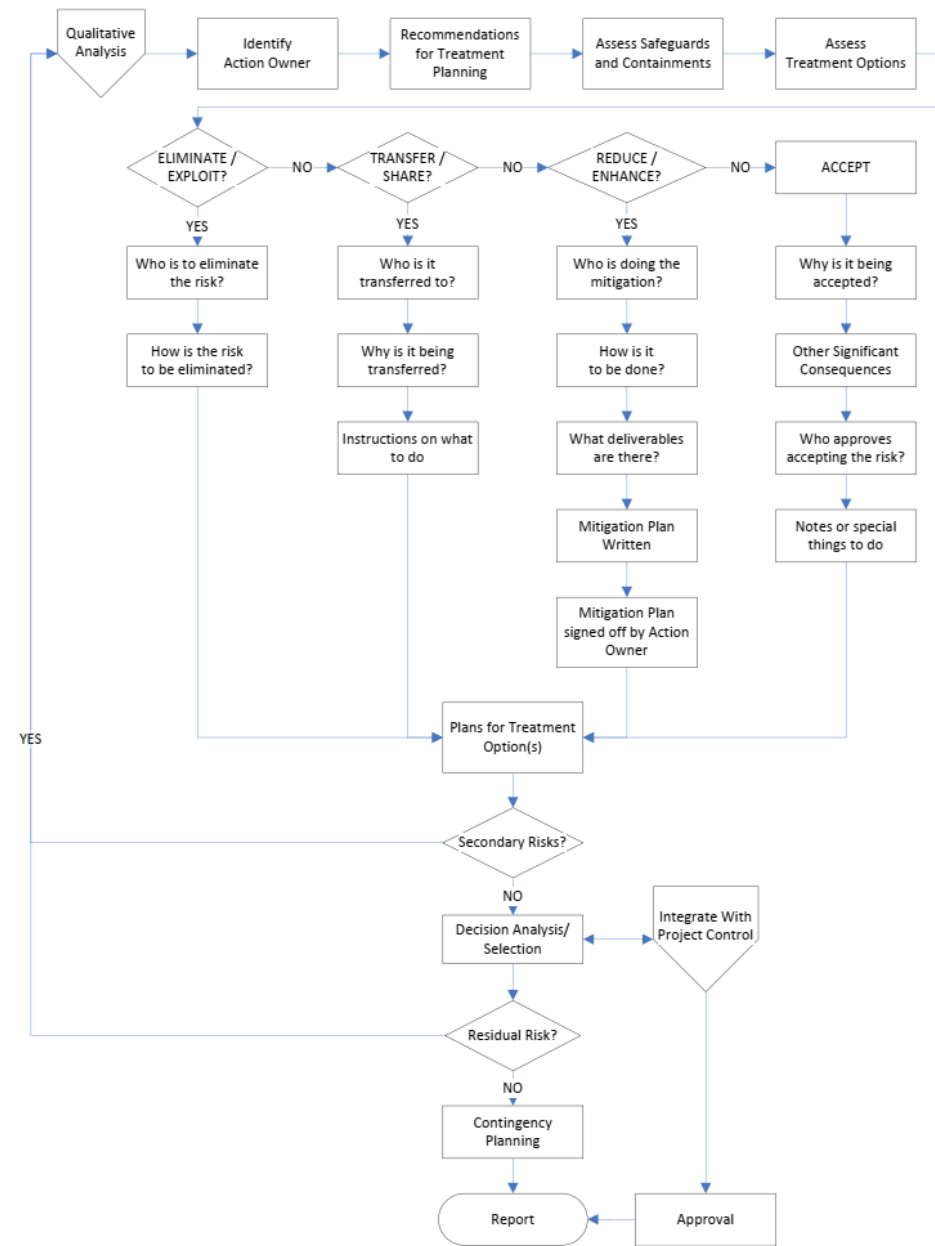 Qualitative
Analysis
Identify
Action Owner
Recommendations
for Treatment
Planning
Assess Safeguards
and Containments
Assess
Treatment Options
ELIMINATE /
EXPLOIT?
NO
TRANSFER /
SHARE?
NO
REDUCE /
ENHANCE?
NO
ACCEPT
YES
YES
YES
Who is to eliminate
the risk?
Who is it
transferred to?
Who is doing the
mitigation?
Why is it being
accepted?
How is the risk
to be eliminated?
Why is it being
transferred?
How is it
to be done?
Other Significant
Consequences
Instructions on what
to do
What deliverables
are there?
Who approves
accepting the risk?
Mitigation Plan
Written
Notes or special
things to do
Mitigation Plan
signed off by Action
Owner
Plans for Treatment
Option(s)
YES
Secondary Risks?
NO
Decision Analysis/
Selection
Integrate With
Project Control
Residual Risk?
NO
Contingency
Planning
Report
Approval